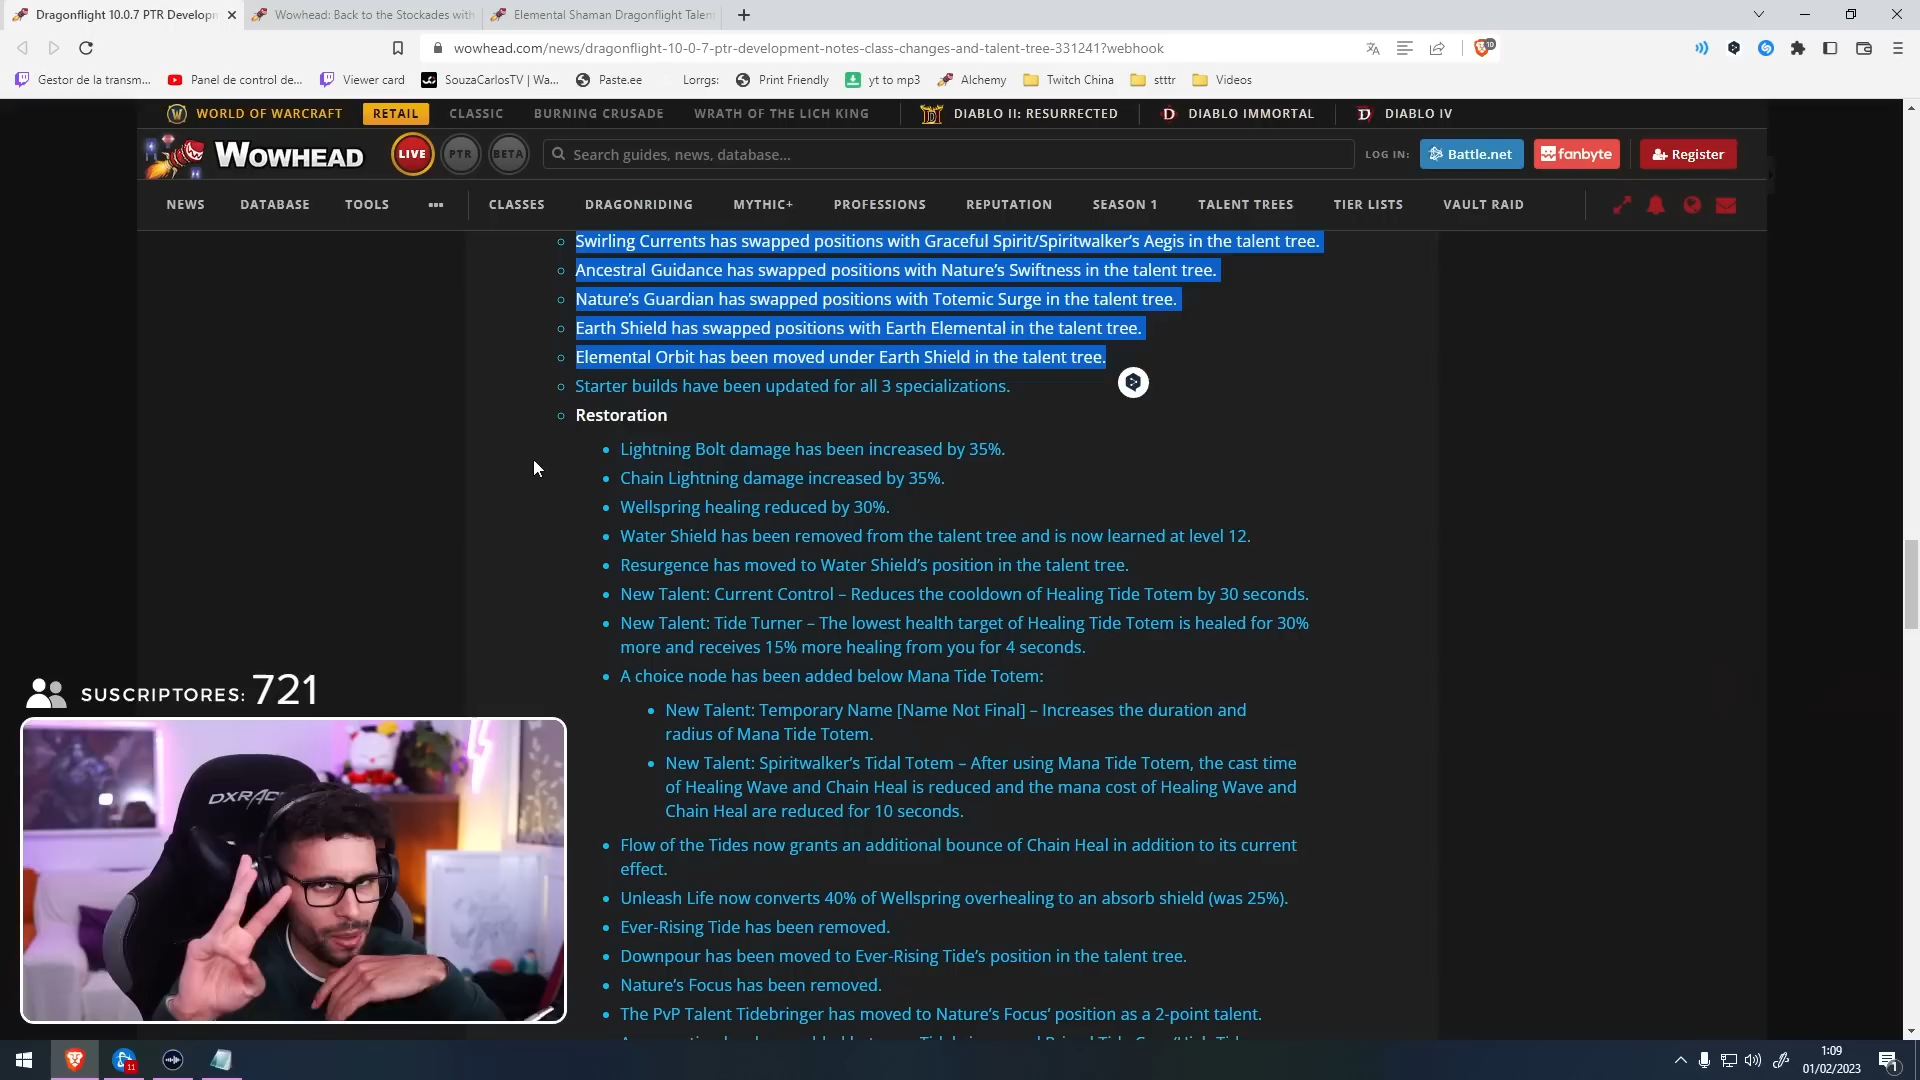 Dragonflight 10.0.7 PTR Developm
Wowhead: Back to the Stockades with
Elemental Shaman Dragonflight Talen
wowhead.com/news/dragonflight-10-0-7-ptr-development-notes-class-changes-and-talent-tree-331241?webhook
10
Gestor de la transm...
Panel de control de...
Viewer card
SouzaCarlosTV | Wa...
Paste.ee
Lorrgs:
Print Friendly
yt to mp3
Alchemy
Twitch China
stttr
Videos
WORLD OF WARCRAFT
RETAIL
CLASSIC
BURNING CRUSADE
WRATH OF THE LICH KING
DIABLO II: RESURRECTED
DIABLO IMMORTAL
DIABLO IV
WOWHEAD
LIVE
PTR
BETA
Search guides, news, database...
LOG IN:
Battle.net
fanbyte
Register
NEWS
DATABASE
TOOLS
CLASSES
DRAGONRIDING
MYTHIC+
PROFESSIONS
REPUTATION
SEASON 1
TALENT TREES
TIER LISTS
VAULT RAID
Swirling Currents has swapped positions with Graceful Spirit/Spiritwalker's Aegis in the talent tree.
Ancestral Guidance has swapped positions with Nature's Swiftness in the talent tree.
Nature's Guardian has swapped positions with Totemic Surge in the talent tree.
Earth Shield has swapped positions with Earth Elemental in the talent tree.
Elemental Orbit has been moved under Earth Shield in the talent tree.
Starter builds have been updated for all 3 specializations.
Restoration
Lightning Bolt damage has been increased by 35%.
Chain Lightning damage increased by 35%.
Wellspring healing reduced by 30%.
Water Shield has been removed from the talent tree and is now learned at level 12.
Resurgence has moved to Water Shield's position in the talent tree.
New Talent: Current Control – Reduces the cooldown of Healing Tide Totem by 30 seconds.
New Talent: Tide Turner – The lowest health target of Healing Tide Totem is healed for 30%
more and receives 15% more healing from you for 4 seconds.
A choice node has been added below Mana Tide Totem:
New Talent: Temporary Name [Name Not Final] – Increases the duration and
radius of Mana Tide Totem.
New Talent: Spiritwalker's Tidal Totem – After using Mana Tide Totem, the cast time
of Healing Wave and Chain Heal is reduced and the mana cost of Healing Wave and
Chain Heal are reduced for 10 seconds.
Flow of the Tides now grants an additional bounce of Chain Heal in addition to its current
effect.
Unleash Life now converts 40% of Wellspring overhealing to an absorb shield (was 25%).
Ever-Rising Tide has been removed.
Downpour has been moved to Ever-Rising Tide's position in the talent tree.
Nature's Focus has been removed.
The PvP Talent Tidebringer has moved to Nature's Focus' position as a 2-point talent.
SUSCRIPTORES: 721
DXRAC
11
1:09
01/02/2023
1